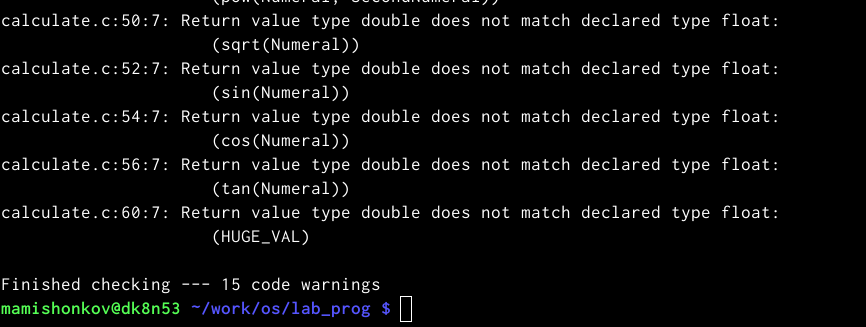 (pow(Numeral, SecondNumeral))
calculate.c:50:7: Return value type double does not match declared type float:
(sqrt(Numeral))
calculate.c:52:7: Return value type double does not match declared type float:
(sin(Numeral))
calculate.c:54:7: Return value type double does not match declared type float:
(cos(Numeral))
calculate.c:56:7: Return value type double does not match declared type float:
(tan(Numeral))
calculate.c:60:7: Return value type double does not match declared type float:
(HUGE_VAL)
Finished checking --- 15 code warnings
mamishonkov@dk8n53 ~/work/os/lab_prog $